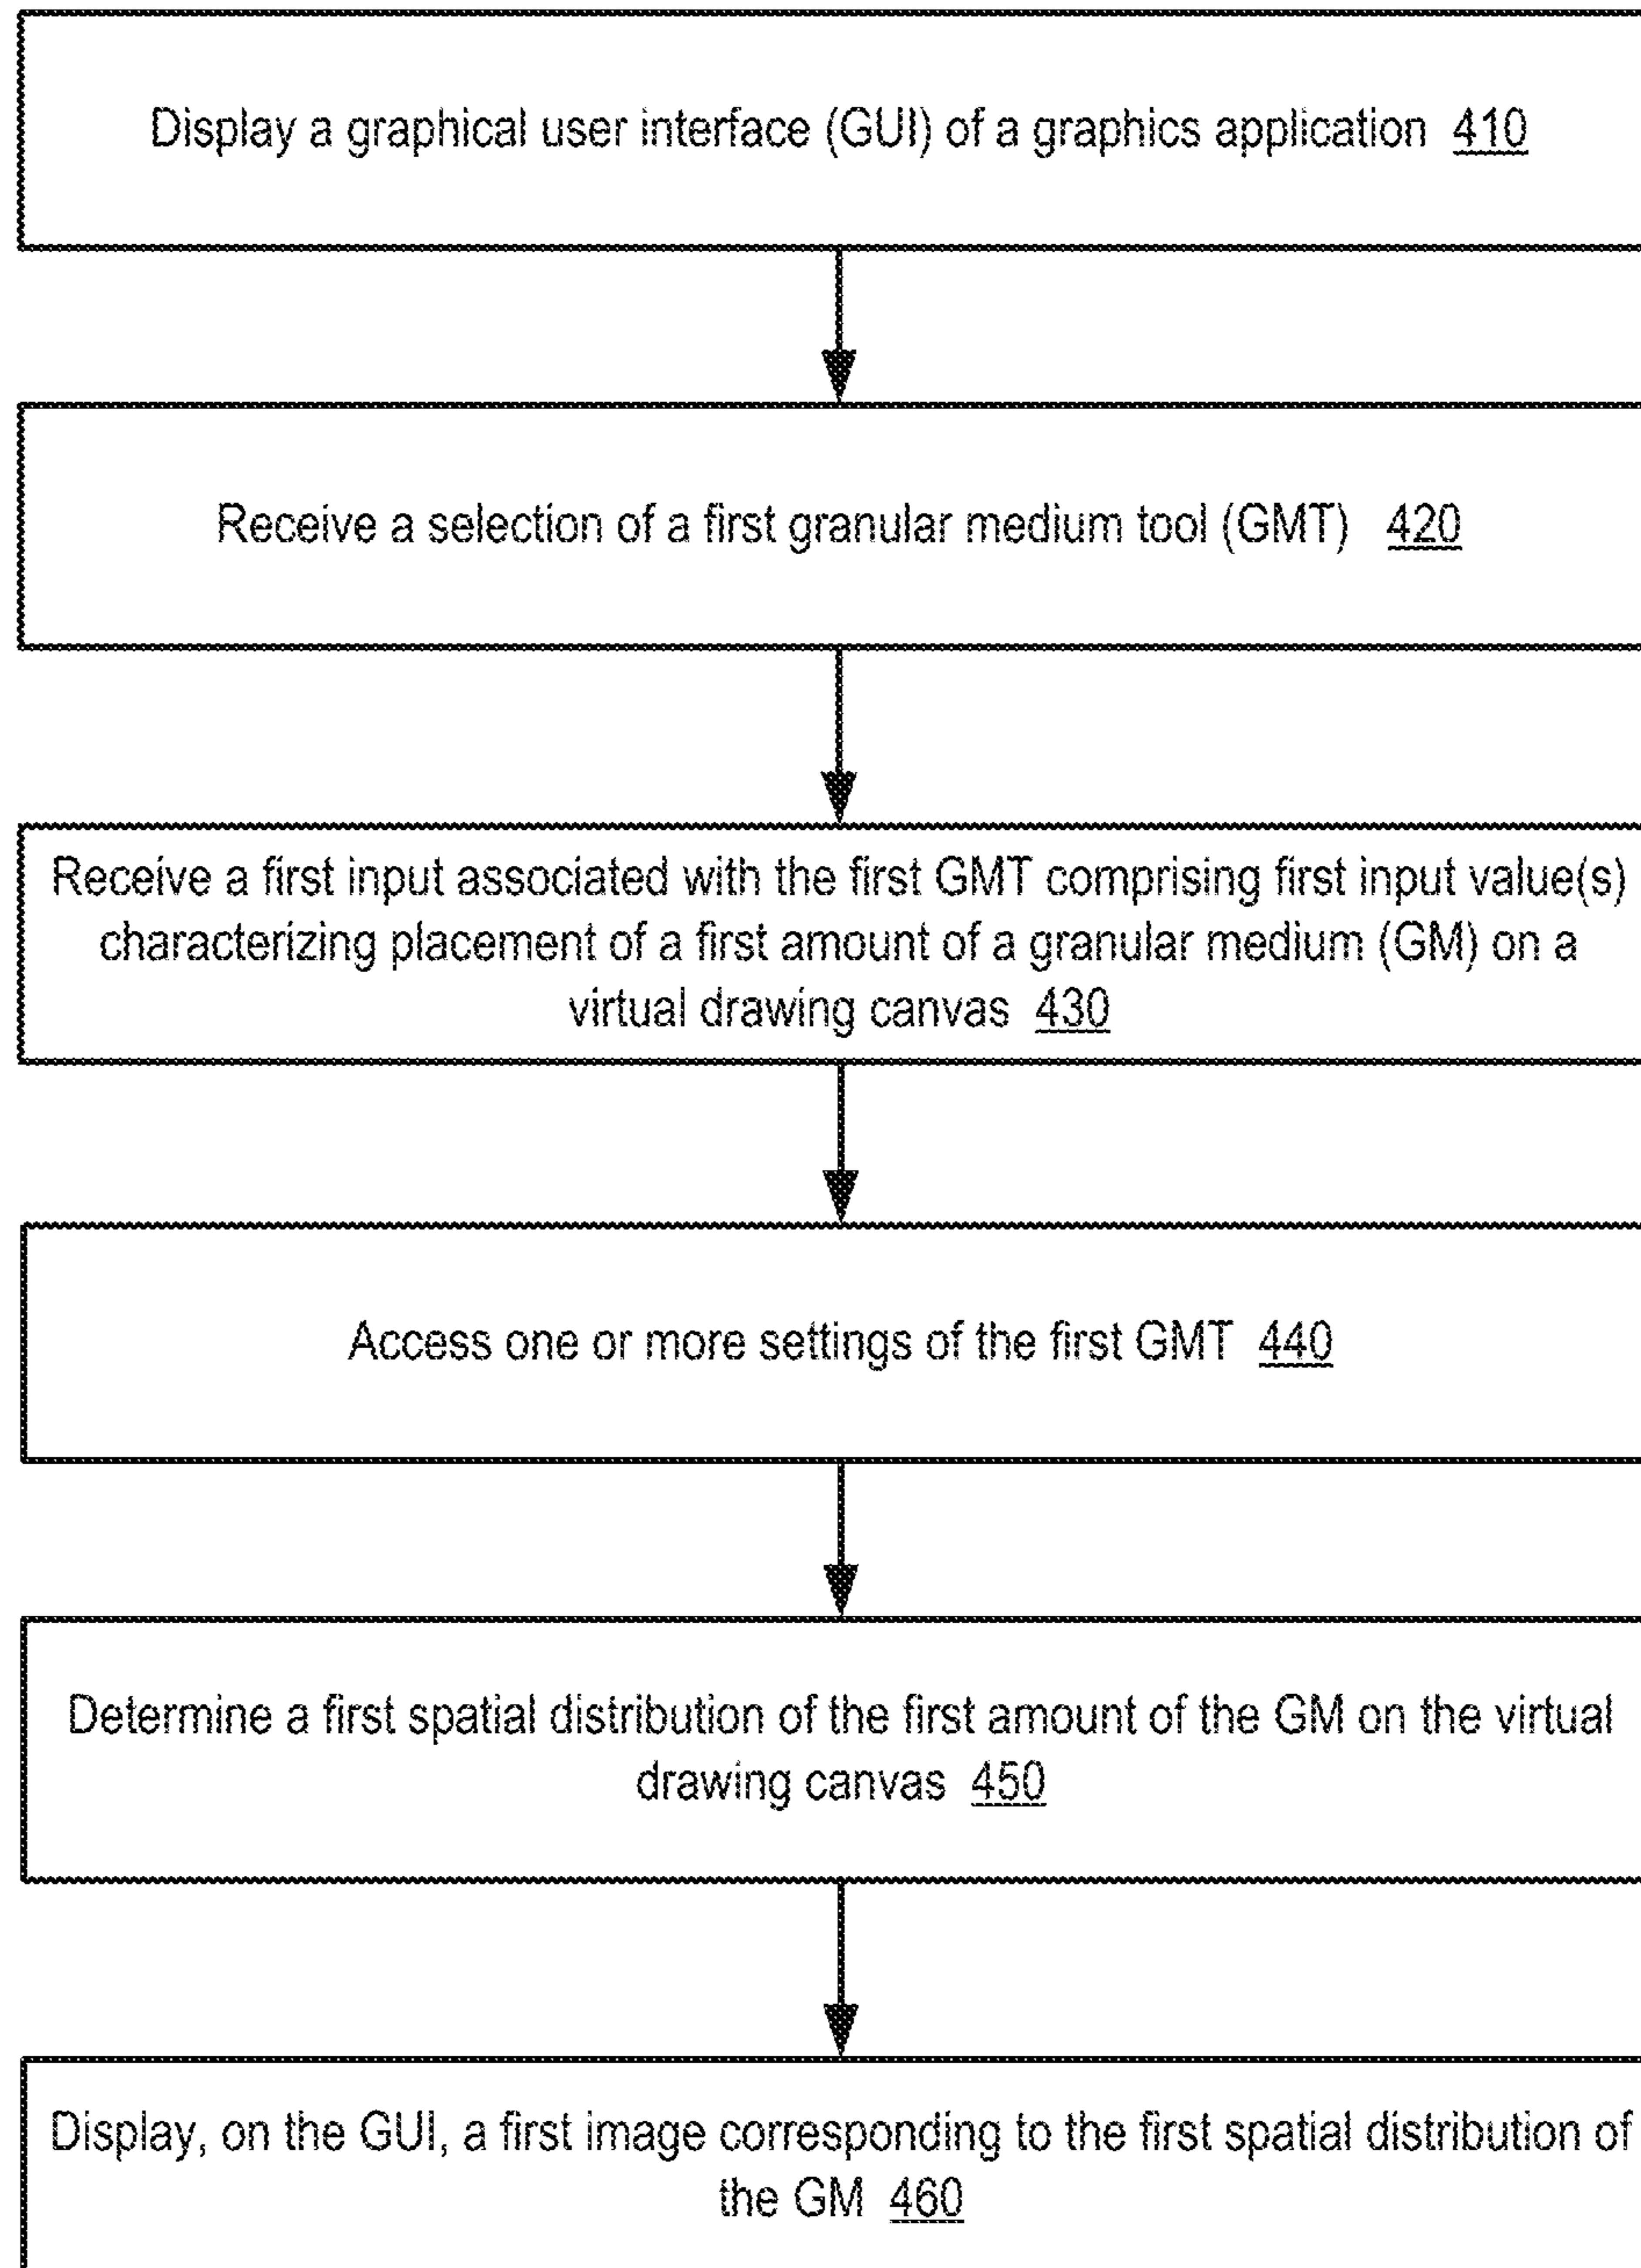 Display a graphical user interface (GUI) of a graphics application 410
Receive a selection of a first granular medium tool (GMT) 420
Receive a first input associated with the first GMT comprising first input value(s)
characterizing placement of a first amount of a granular medium (GM) on a
virtual drawing canvas 430
Access one or more settings of the first GMT 440
Determine a first spatial distribution of the first amount of the GM on the virtual
drawing canvas 450
Display, on the GUI, a first image corresponding to the first spatial distribution of
the GM 460